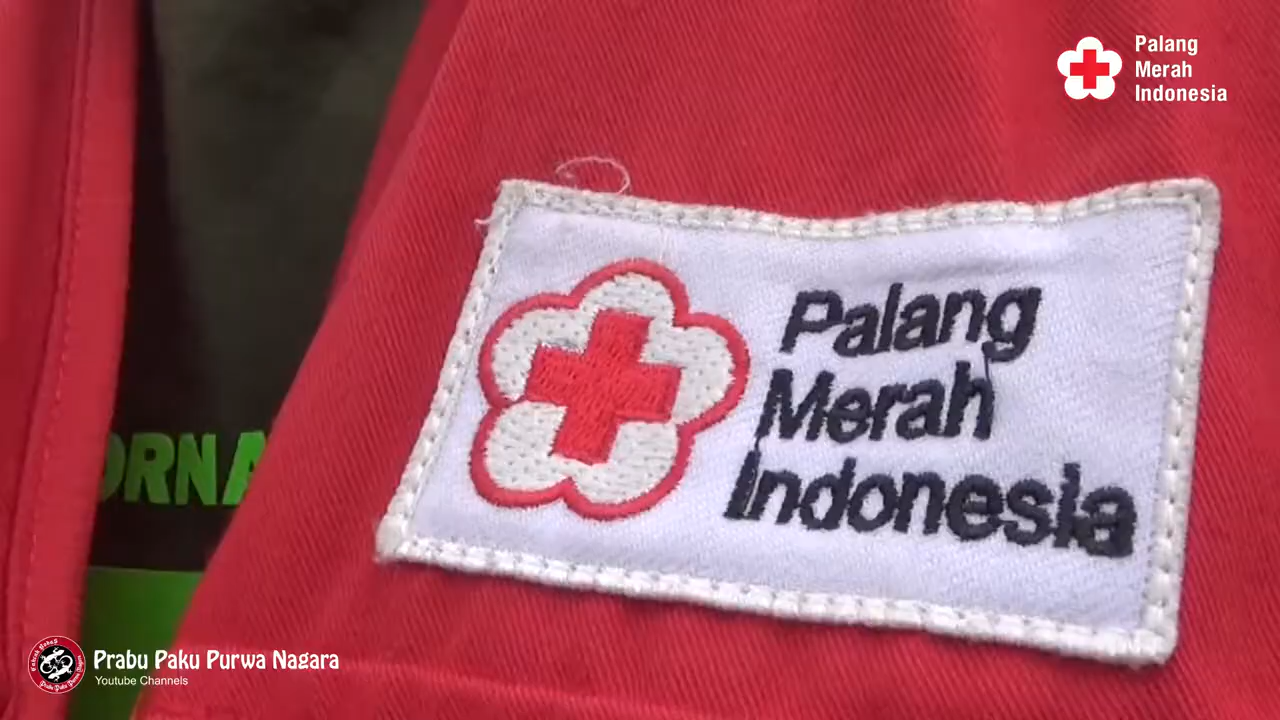 Palang
Merah
Indonesia
Palang
Merah
Indonesia
ORNA
Prabu Paku Purwa Nagara
Youtube Channels